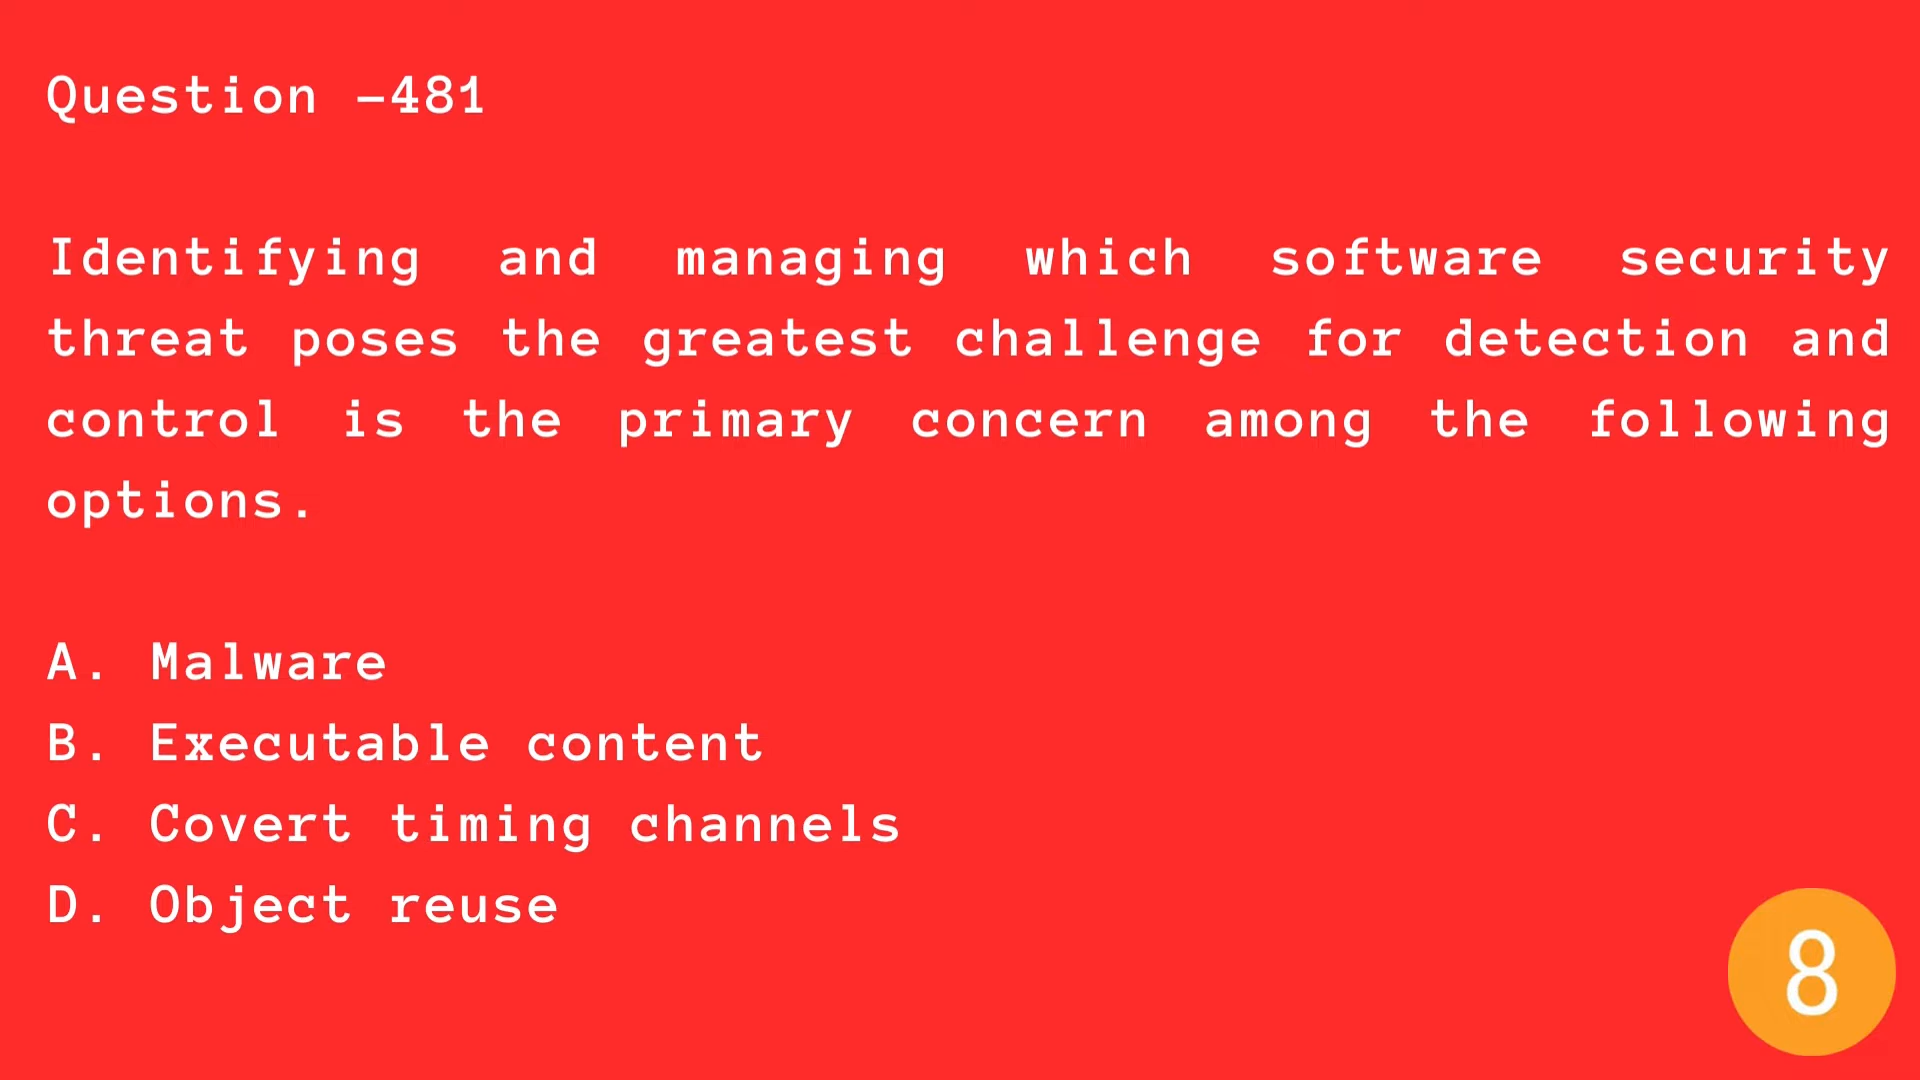 Question -481
Identifying and managing which software security
threat poses the greatest challenge for detection and
control is the primary concern among the following
options.
A. Malware
B. Executable content
C. Covert timing channels
D. Object reuse
8